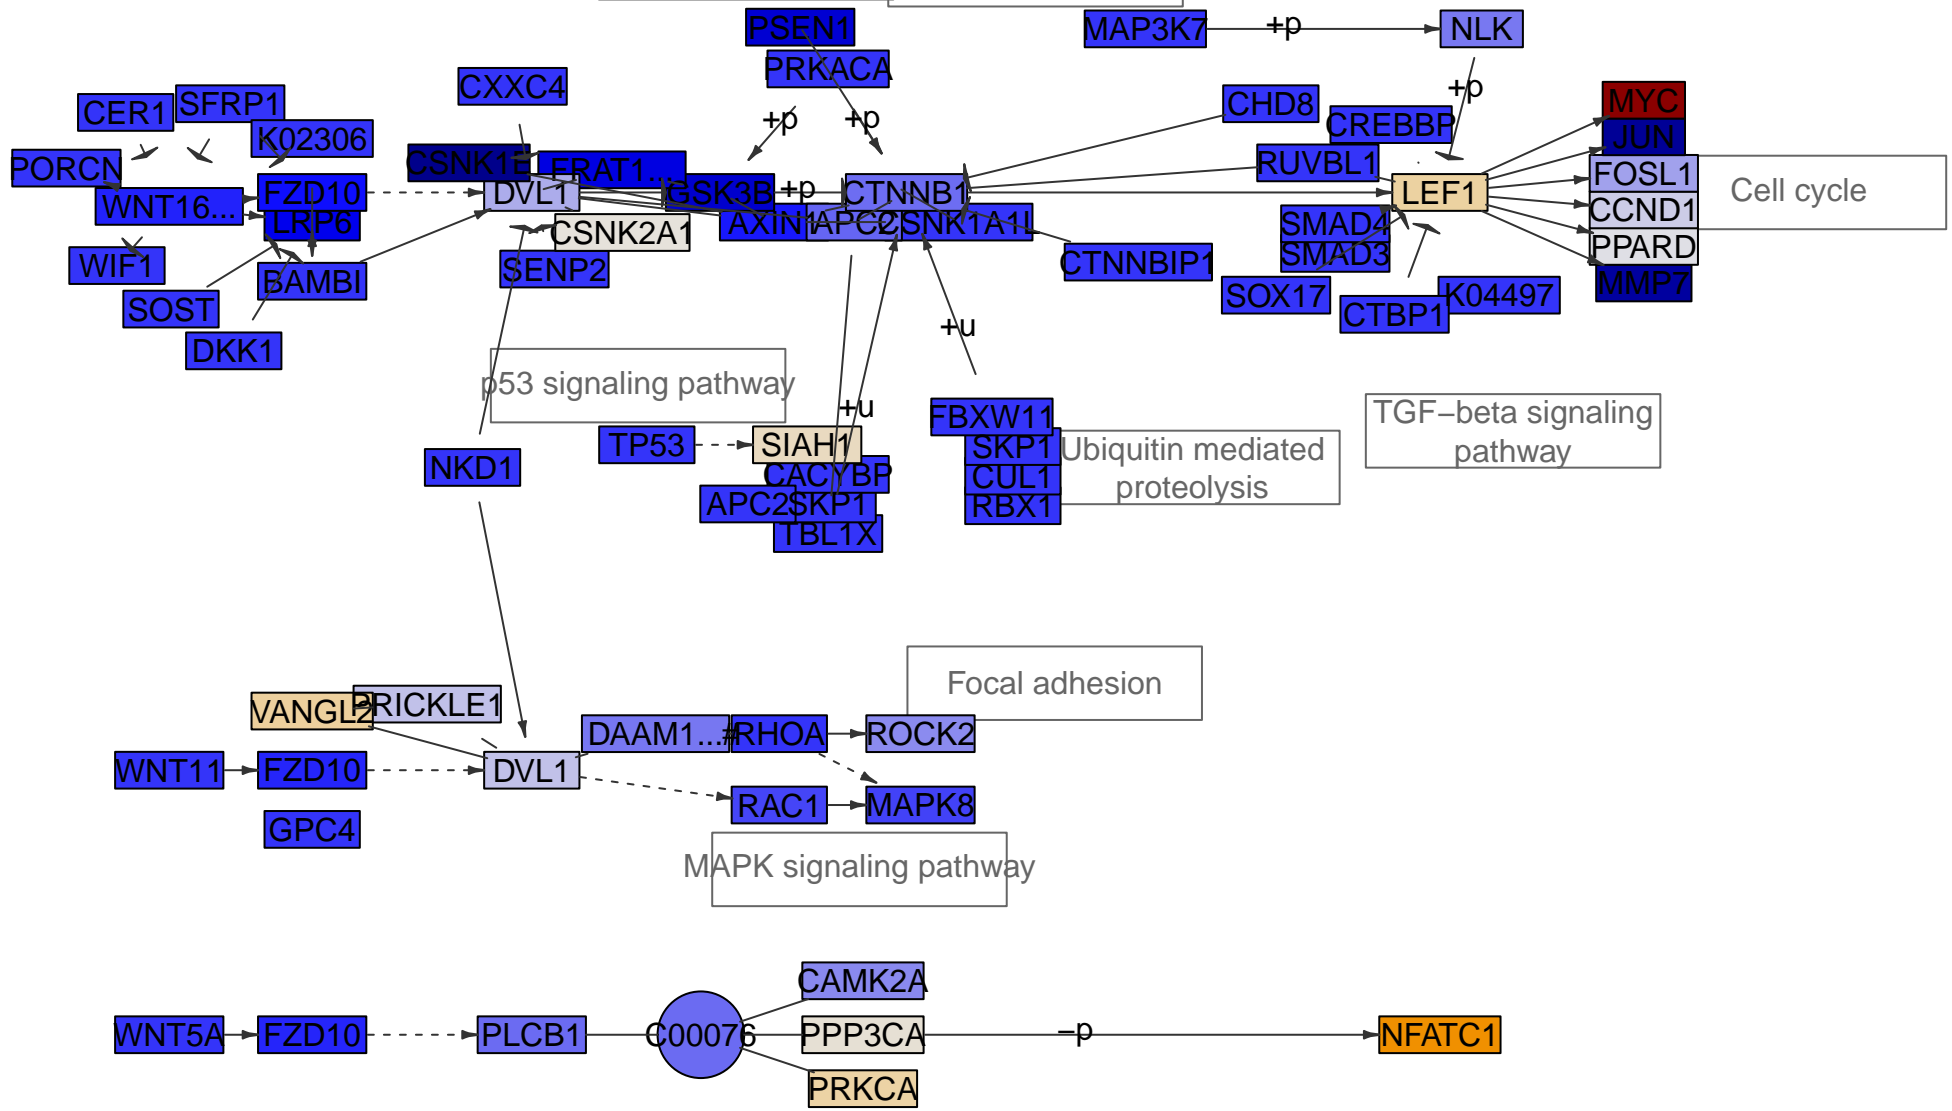 PSEN1
MAP3K7
+p
NLK
PRKACA
CXXC4
+p
CER1
SFRP1
CHD8
MYC
+p
+p
CREBBP
K02306
JUN
PORCN
CSNK1E
FRAT1...
RUVBL1
FOSL1
Cell cycle
WNT16...
FZD10
DVL1
GSK3B
+p
CTNNB1
LEF1
CCND1
LRP6
CSNK2A1
AXIN1
APC2
CSNK1A1L
SMAD4
PPARD
WIF1
BAMBI
SENP2
CTNNBIP1
SMAD3
MMP7
SOST
SOX17
K04497
CTBP1
DKK1
+u
p53 signaling pathway
+u
FBXW11
TGF−beta signaling
pathway
TP53
SIAH1
SKP1
Ubiquitin mediated
proteolysis
NKD1
CACYBP
CUL1
APC2
SKP1
RBX1
TBL1X
Focal adhesion
VANGL2
PRICKLE1
DAAM1...#
RHOA
ROCK2
WNT11
FZD10
DVL1
RAC1
MAPK8
GPC4
MAPK signaling pathway
CAMK2A
WNT5A
FZD10
PLCB1
C00076
PPP3CA
−p
NFATC1
PRKCA